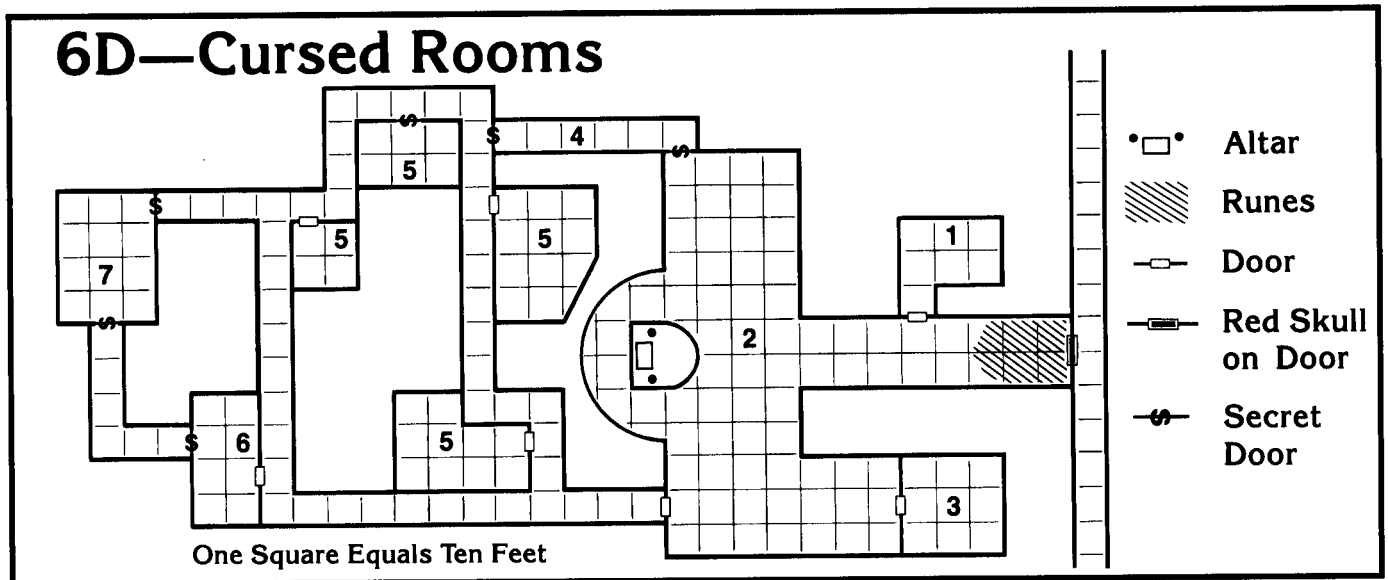 6D—Cursed Rooms
S
4
S
S
5
S
5
5
1
7
S
2
S
6
5
3
One Square Equals Ten Feet
Altar
Runes
Door
Red Skull
on Door
S
Secret
Door